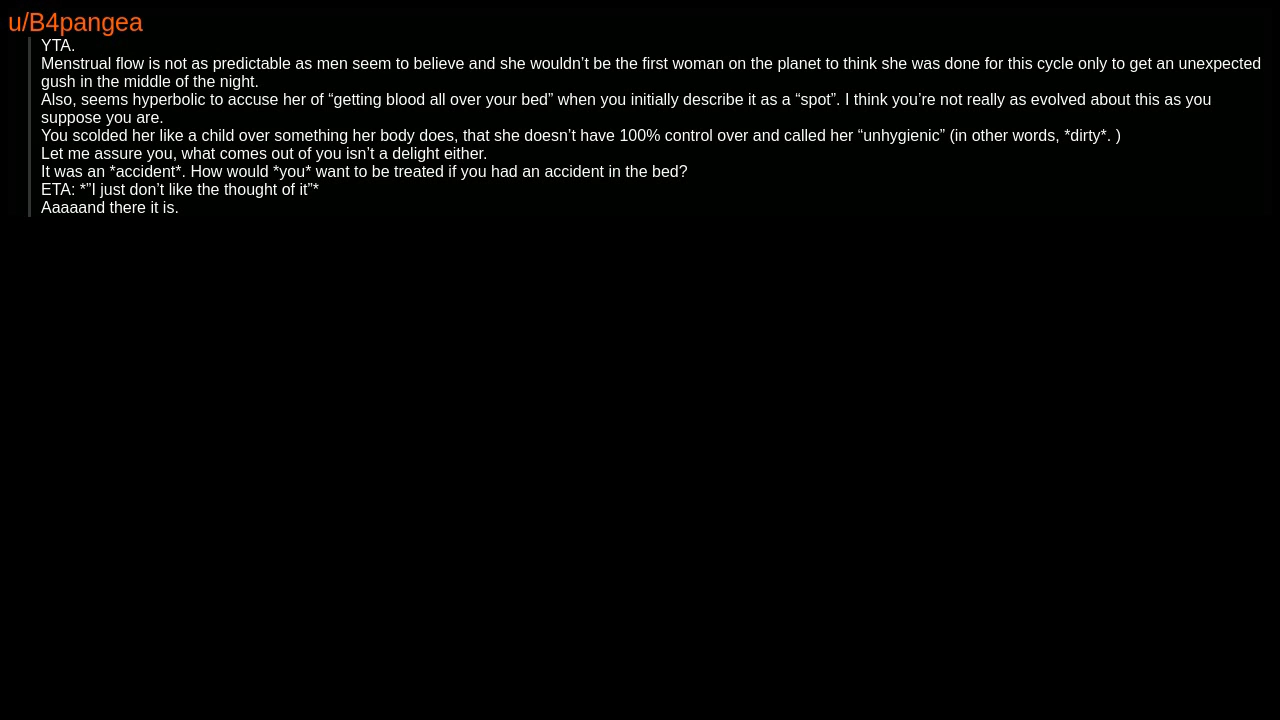 u/B4pangea
YTA.
Menstrual flow is not as predictable as men seem to believe and she wouldn’t be the first woman on the planet to think she was done for this cycle only to get an unexpected
gush in the middle of the night.
Also, seems hyperbolic to accuse her of “getting blood all over your bed” when you initially describe it as a “spot”. I think you’re not really as evolved about this as you
suppose you are.
You scolded her like a child over something her body does, that she doesn’t have 100% control over and called her “unhygienic” (in other words, *dirty*. )
Let me assure you, what comes out of you isn’t a delight either.
It was an *accident*. How would *you* want to be treated if you had an accident in the bed?
ETA: *”I just don’t like the thought of it”*
Aaaaand there it is.